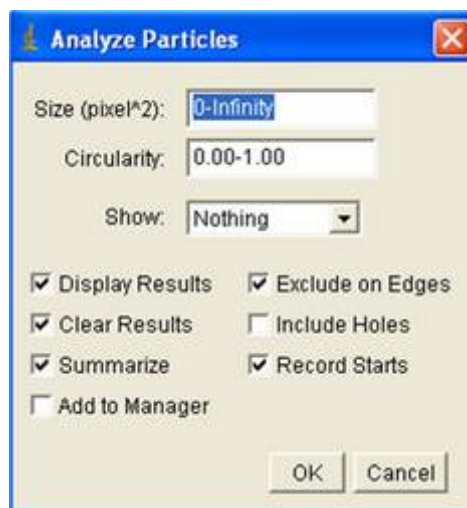 Analyze Particles
Size (pixel^2): 0-Infinity
Circularity: 0.00-1.00
Show: Nothing
Display Results Exclude on Edges
Clear Results Include Holes
Summarize Record Starts
Add to Manager
OK Cancel